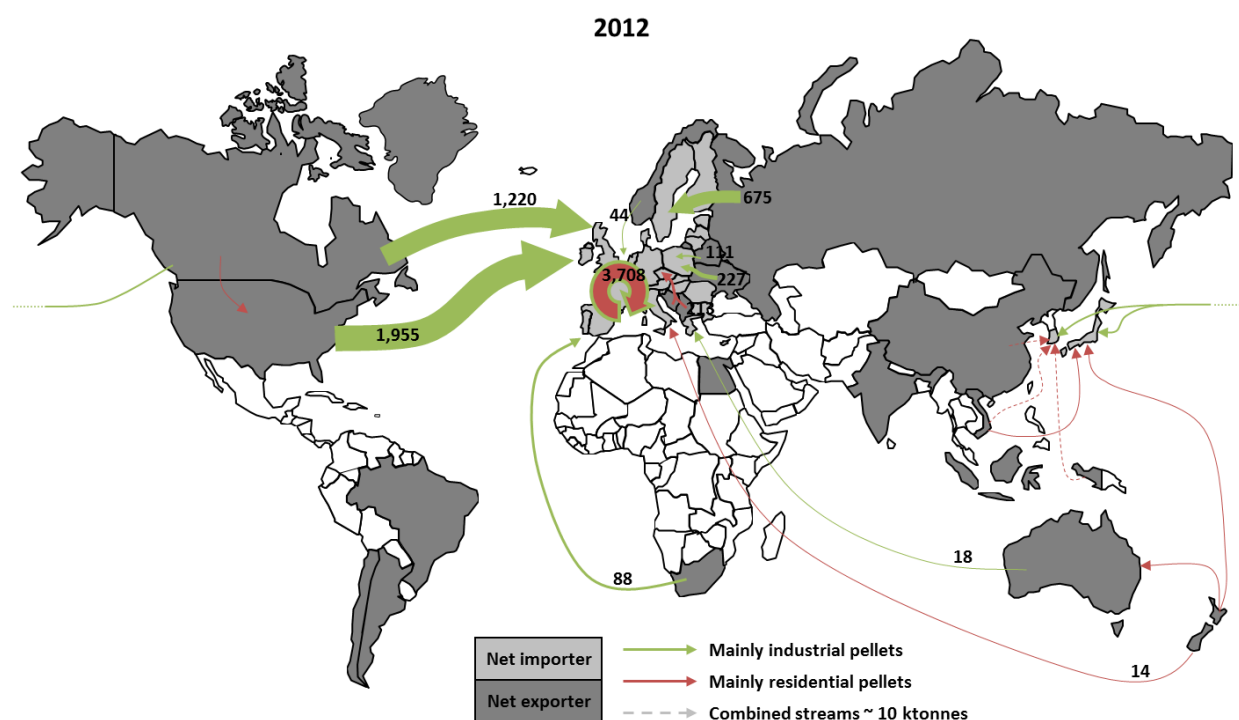 2012
1,220
44
675
111
3,708
227
213
1,955
18
88
14
Net importer
Net exporter
Mainly industrial pellets
Mainly residential pellets
Combined streams ~ 10 ktonnes